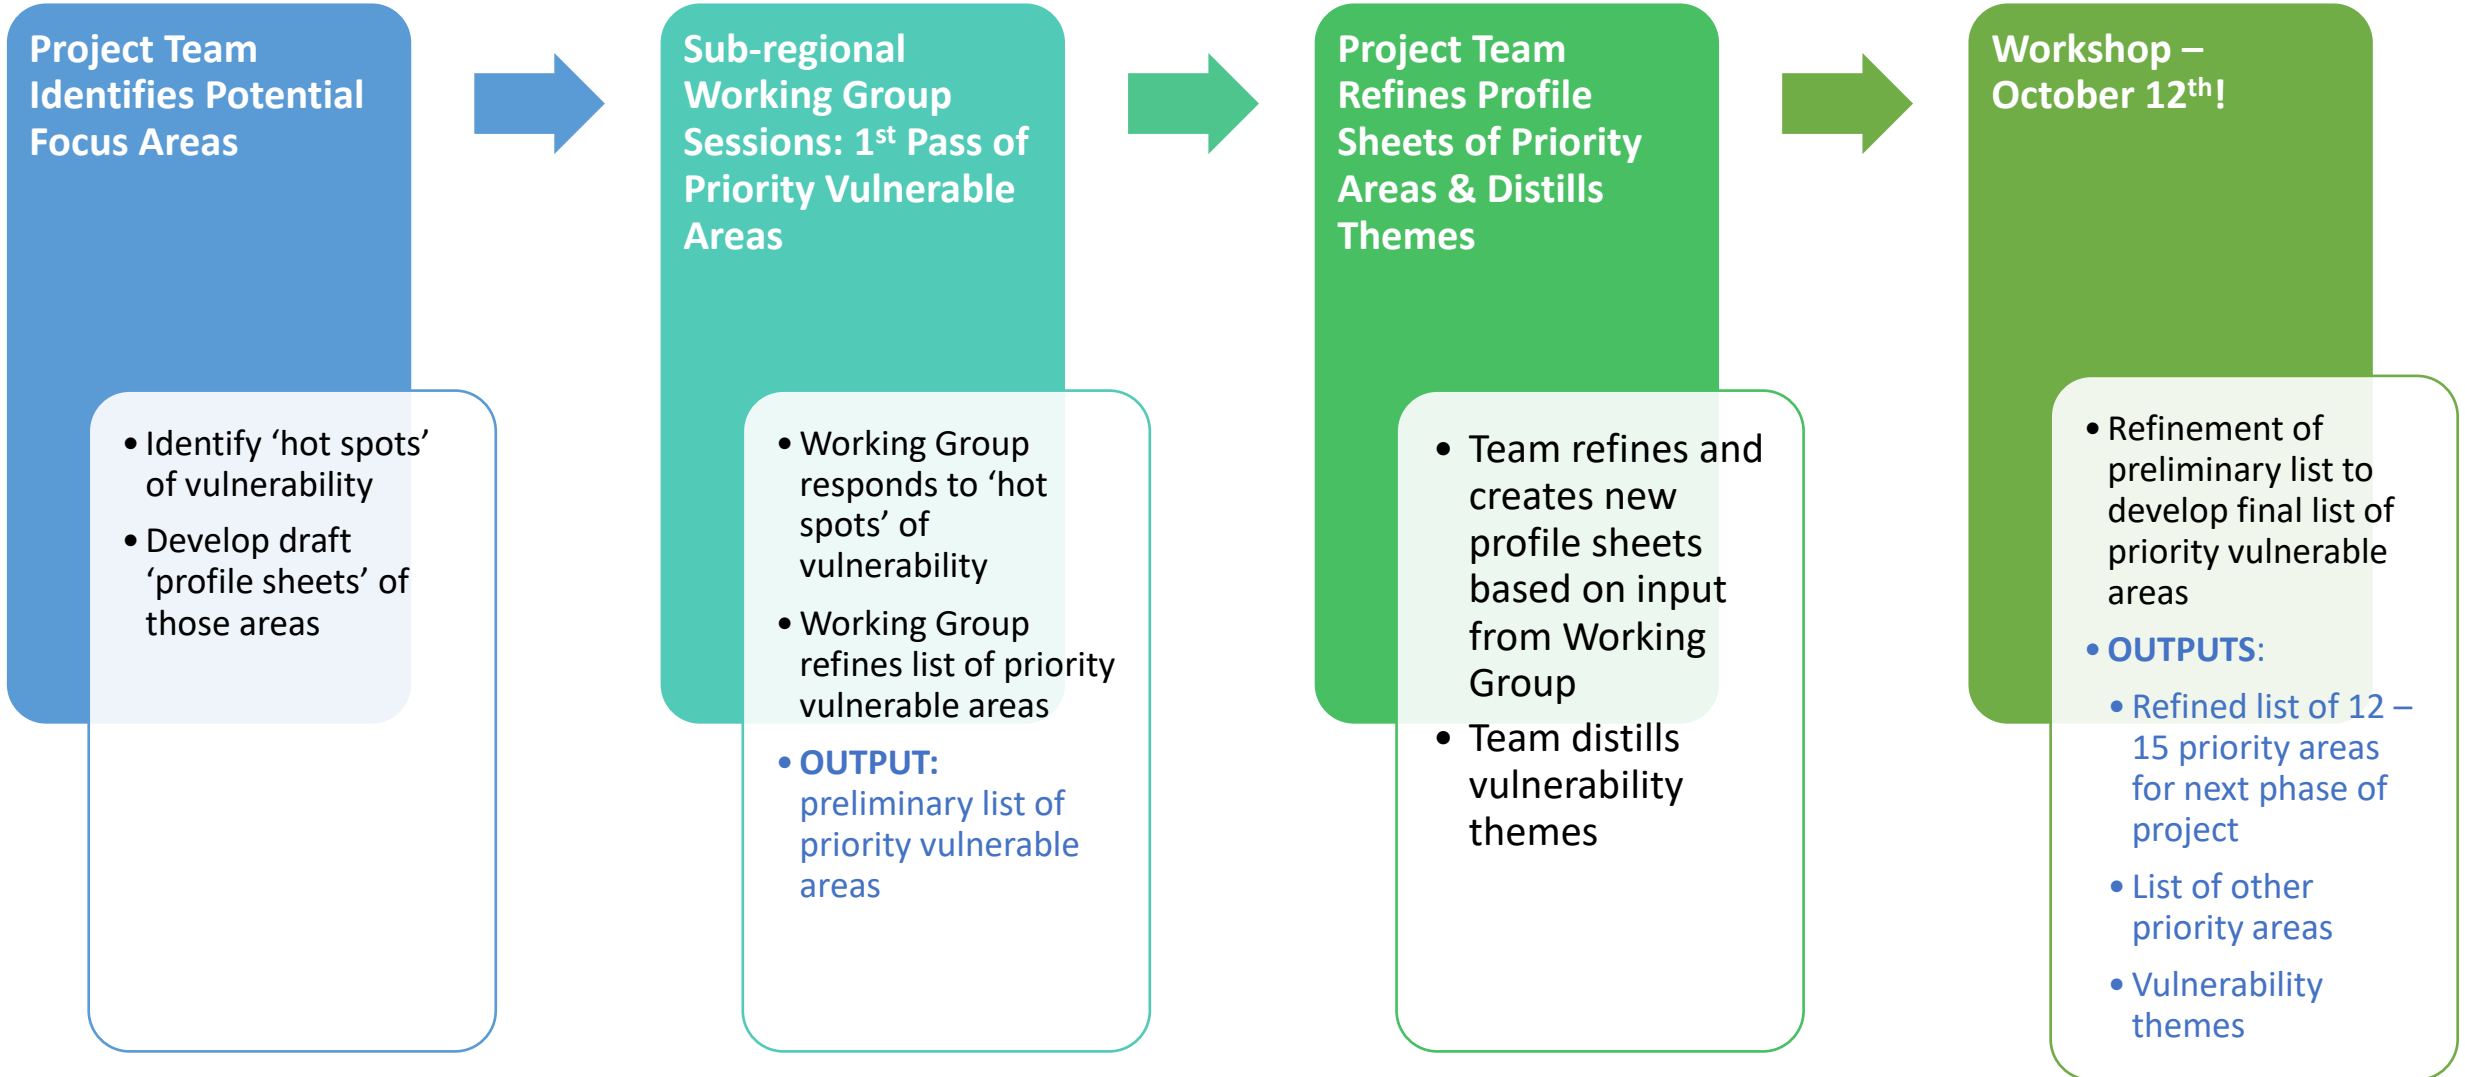 Project Team
Identifies Potential
Focus Areas
• Identify ‘hot spots’
of vulnerability
• Develop draft
‘profile sheets’ of
those areas
Sub-regional
Working Group
Sessions: 1st Pass of
Priority Vulnerable
Areas
• Working Group
responds to ‘hot
spots’ of
vulnerability
• Working Group
refines list of priority
vulnerable areas
• OUTPUT:
preliminary list of
priority vulnerable
areas
Project Team
Refines Profile
Sheets of Priority
Areas & Distills
Themes
• Team refines and
creates new
profile sheets
based on input
from Working
Group
• Team distills
vulnerability
themes
Workshop –
October 12th!
• Refinement of
preliminary list to
develop final list of
priority vulnerable
areas
• OUTPUTS:
• Refined list of 12 –
15 priority areas
for next phase of
project
• List of other
priority areas
• Vulnerability
themes